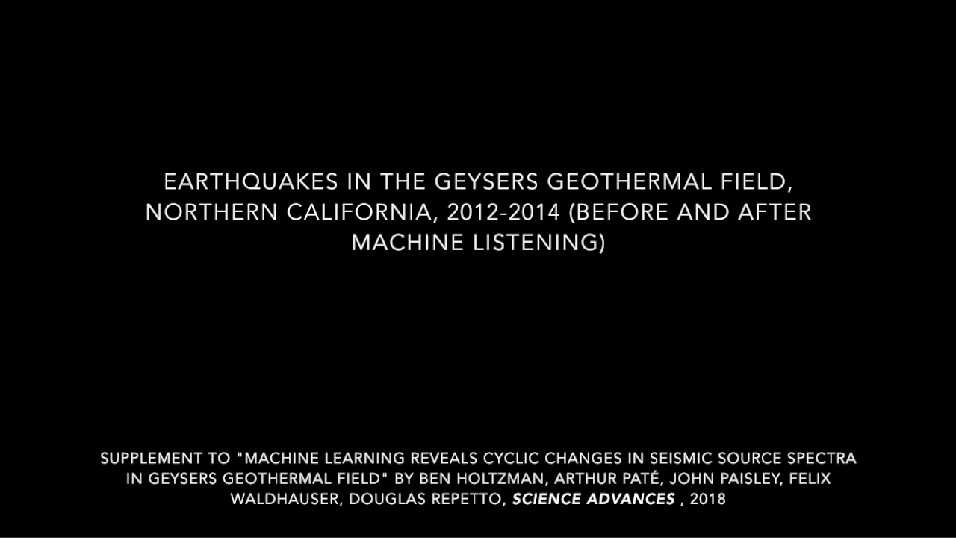 EARTHQUAKES IN THE GEYSERS GEOTHERMAL FIELD,
NORTHERN CALIFORNIA, 2012-2014 (BEFORE AND AFTER
MACHINE LISTENING)
SUPPLEMENT TO "MACHINE LEARNING REVEALS CYCLIC CHANGES IN SEISMIC SOURCE SPECTRA
IN GEYSERS GEOTHERMAL FIELD" BY BEN HOLTZMAN, ARTHUR PATÉ, JOHN PAISLEY, FELIX
WALDHAUSER, DOUGLAS REPETTO, SCIENCE ADVANCES , 2018